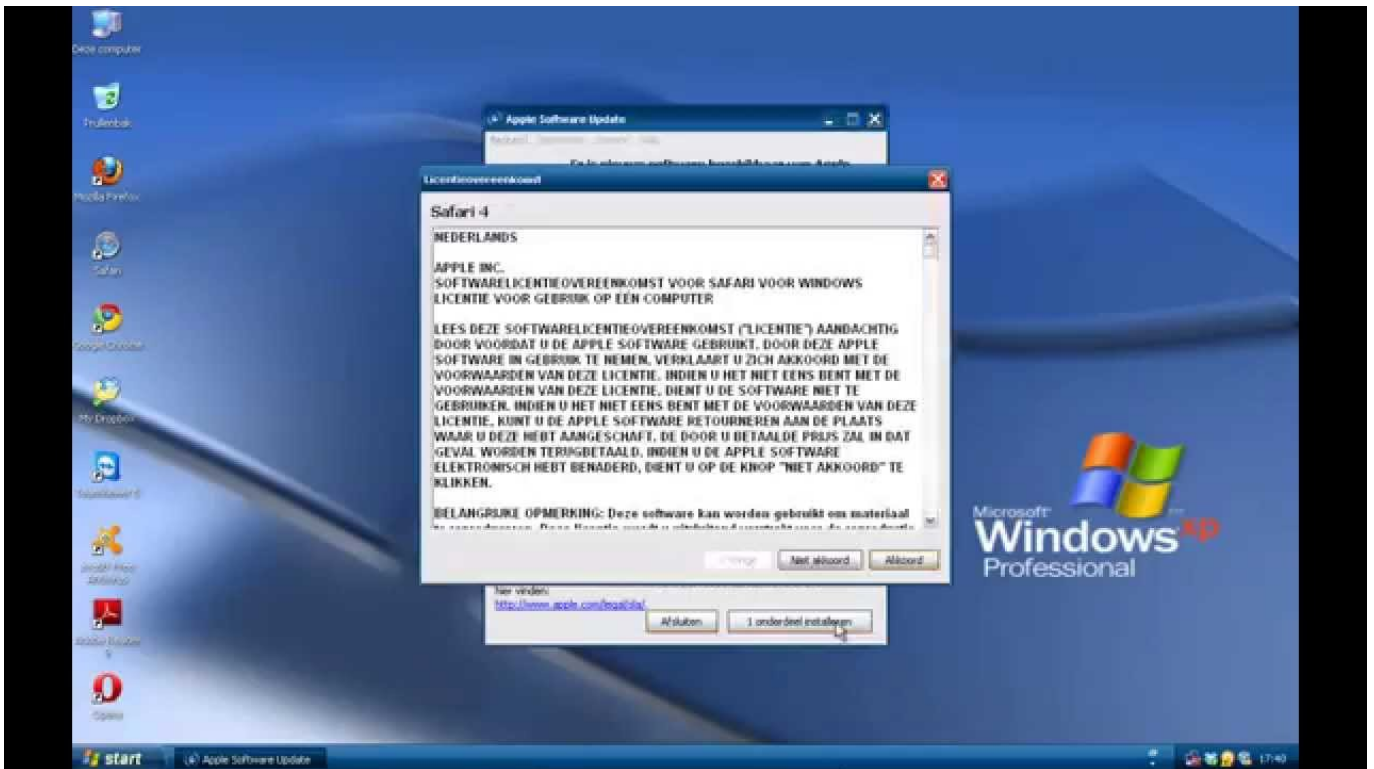 Deze computer
Prullenbak
Mozilla Firefox
Safari
Google Chrome
My Dropbox
TeamViewer 5
Opera
Apple Software Update
Licentieovereenkomst
Safari 4
NEDERLANDS
APPLE INC.
SOFTWARELICENTIEOVEREENKOMST VOOR SAFARI VOOR WINDOWS
LICENTIE VOOR GEBRUIK OP EÉN COMPUTER
LEES DEZE SOFTWARELICENTIEOVEREENKOMST ("LICENTIE") AANDACHTIG
DOOR VOORDAT U DE APPLE SOFTWARE GEBRUIKT. DOOR DEZE APPLE
SOFTWARE IN GEBRUIK TE NEMEN, VERKLAART U ZICH AKKOORD MET DE
VOORWAARDEN VAN DEZE LICENTIE. INDIEN U HET NIET EENS BENT MET DE
VOORWAARDEN VAN DEZE LICENTIE, DIENT U DE SOFTWARE NIET TE
GEBRUIKEN. INDIEN U HET NIET EENS BENT MET DE VOORWAARDEN VAN DEZE
LICENTIE, KUNT U DE APPLE SOFTWARE RETOURNEREN AAN DE PLAATS
WAAR U DEZE HEBT AANGESCHAFT. DE DOOR U BETAALDE PRIJS ZAL IN DAT
GEVAL WORDEN TERUGBETAALD. INDIEN U DE APPLE SOFTWARE
ELEKTRONISCH HEBT BENADERD, DIENT U OP DE KNOP "NIET AKKOORD" TE
KLIKKEN.
BELANGRIJKE OPMERKING: Deze software kan worden gebruikt om materiaal
Niet akkoord
Akkoord
hier vinden:
http://www.apple.com/legal/sla/
Afsluiten
1 onderdeel installeren
Microsoft
Windows xp
Professional
start
Apple Software Update
17:40